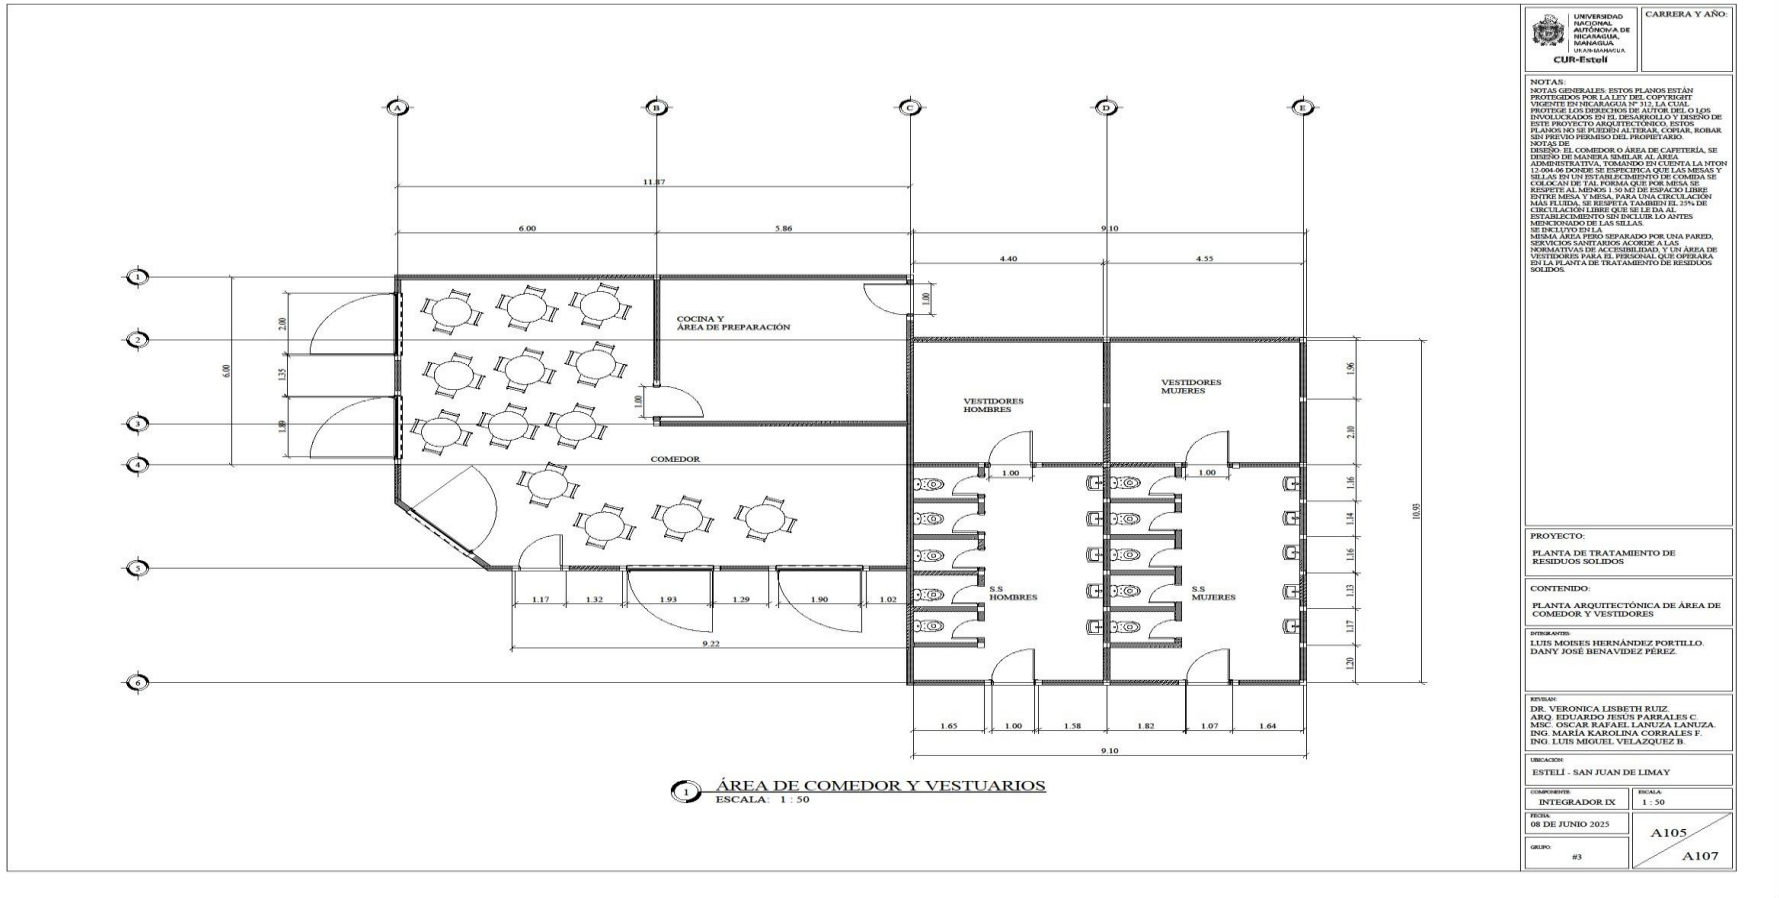 A
B
C
D
E
11.87
6.00
5.86
9.10
4.40
4.55
1
2
3
4
5
6
6.00
2.00
1.35
1.89
COCINA Y
ÁREA DE PREPARACIÓN
1.00
1.00
COMEDOR
VESTIDORES
HOMBRES
VESTIDORES
MUJERES
1.00
1.00
S.S
HOMBRES
S.S
MUJERES
1.96
2.10
1.16
1.14
1.16
1.13
1.17
1.20
10.93
1.17
1.32
1.93
1.29
1.90
1.02
9.22
1.65
1.00
1.58
1.82
1.07
1.64
9.10
1
ÁREA DE COMEDOR Y VESTUARIOS
ESCALA: 1 : 50
UNIVERSIDAD
NACIONAL
AUTÓNOMA DE
NICARAGUA,
MANAGUA
UNAN-MANAGUA
CUR-Estelí
CARRERA Y AÑO:
NOTAS:
NOTAS GENERALES: ESTOS PLANOS ESTÁN
PROTEGIDOS POR LA LEY DEL COPYRIGHT
VIGENTE EN NICARAGUA Nº 312, LA CUAL
PROTEGE LOS DERECHOS DE AUTOR DEL O LOS
INVOLUCRADOS EN EL DESARROLLO Y DISEÑO DE
ESTE PROYECTO ARQUITECTÓNICO, ESTOS
PLANOS NO SE PUEDEN ALTERAR, COPIAR, ROBAR
SIN PREVIO PERMISO DEL PROPIETARIO.
NOTAS DE
DISEÑO: EL COMEDOR O ÁREA DE CAFETERÍA, SE
DISEÑO DE MANERA SIMILAR AL ÁREA
ADMINISTRATIVA, TOMANDO EN CUENTA LA NTON
12-004-06 DONDE SE ESPECIFICA QUE LAS MESAS Y
SILLAS EN UN ESTABLECIMIENTO DE COMIDA SE
COLOCAN DE TAL FORMA QUE POR MESA SE
RESPETE AL MENOS 1.50 M2 DE ESPACIO LIBRE
ENTRE MESA Y MESA, PARA UNA CIRCULACIÓN
MÁS FLUIDA, SE RESPETA TAMBIEN EL 25% DE
CIRCULACIÓN LIBRE QUE SE LE DA AL
ESTABLECIMIENTO SIN INCLUIR LO ANTES
MENCIONADO DE LAS SILLAS.
SE INCLUYO EN LA
MISMA ÁREA PERO SEPARADO POR UNA PARED,
SERVICIOS SANITARIOS ACORDE A LAS
NORMATIVAS DE ACCESIBILIDAD, Y UN ÁREA DE
VESTIDORES PARA EL PERSONAL QUE OPERARA
EN LA PLANTA DE TRATAMIENTO DE RESIDUOS
SOLIDOS.
PROYECTO:
PLANTA DE TRATAMIENTO DE
RESIDUOS SOLIDOS
CONTENIDO:
PLANTA ARQUITECTÓNICA DE ÁREA DE
COMEDOR Y VESTIDORES
INTEGRANTES:
LUIS MOISES HERNÁNDEZ PORTILLO.
DANY JOSÉ BENAVIDEZ PÉREZ.
REVISAN:
DR. VERONICA LISBETH RUIZ.
ARQ. EDUARDO JESÚS PARRALES C.
MSC. OSCAR RAFAEL LANUZA LANUZA.
ING. MARÍA KAROLINA CORRALES F.
ING. LUIS MIGUEL VELAZQUEZ B.
UBICACIÓN:
ESTELÍ - SAN JUAN DE LIMAY
COMPONENTE:
INTEGRADOR IX
ESCALA:
1 : 50
FECHA:
08 DE JUNIO 2025
GRUPO:
#3
A105
A107